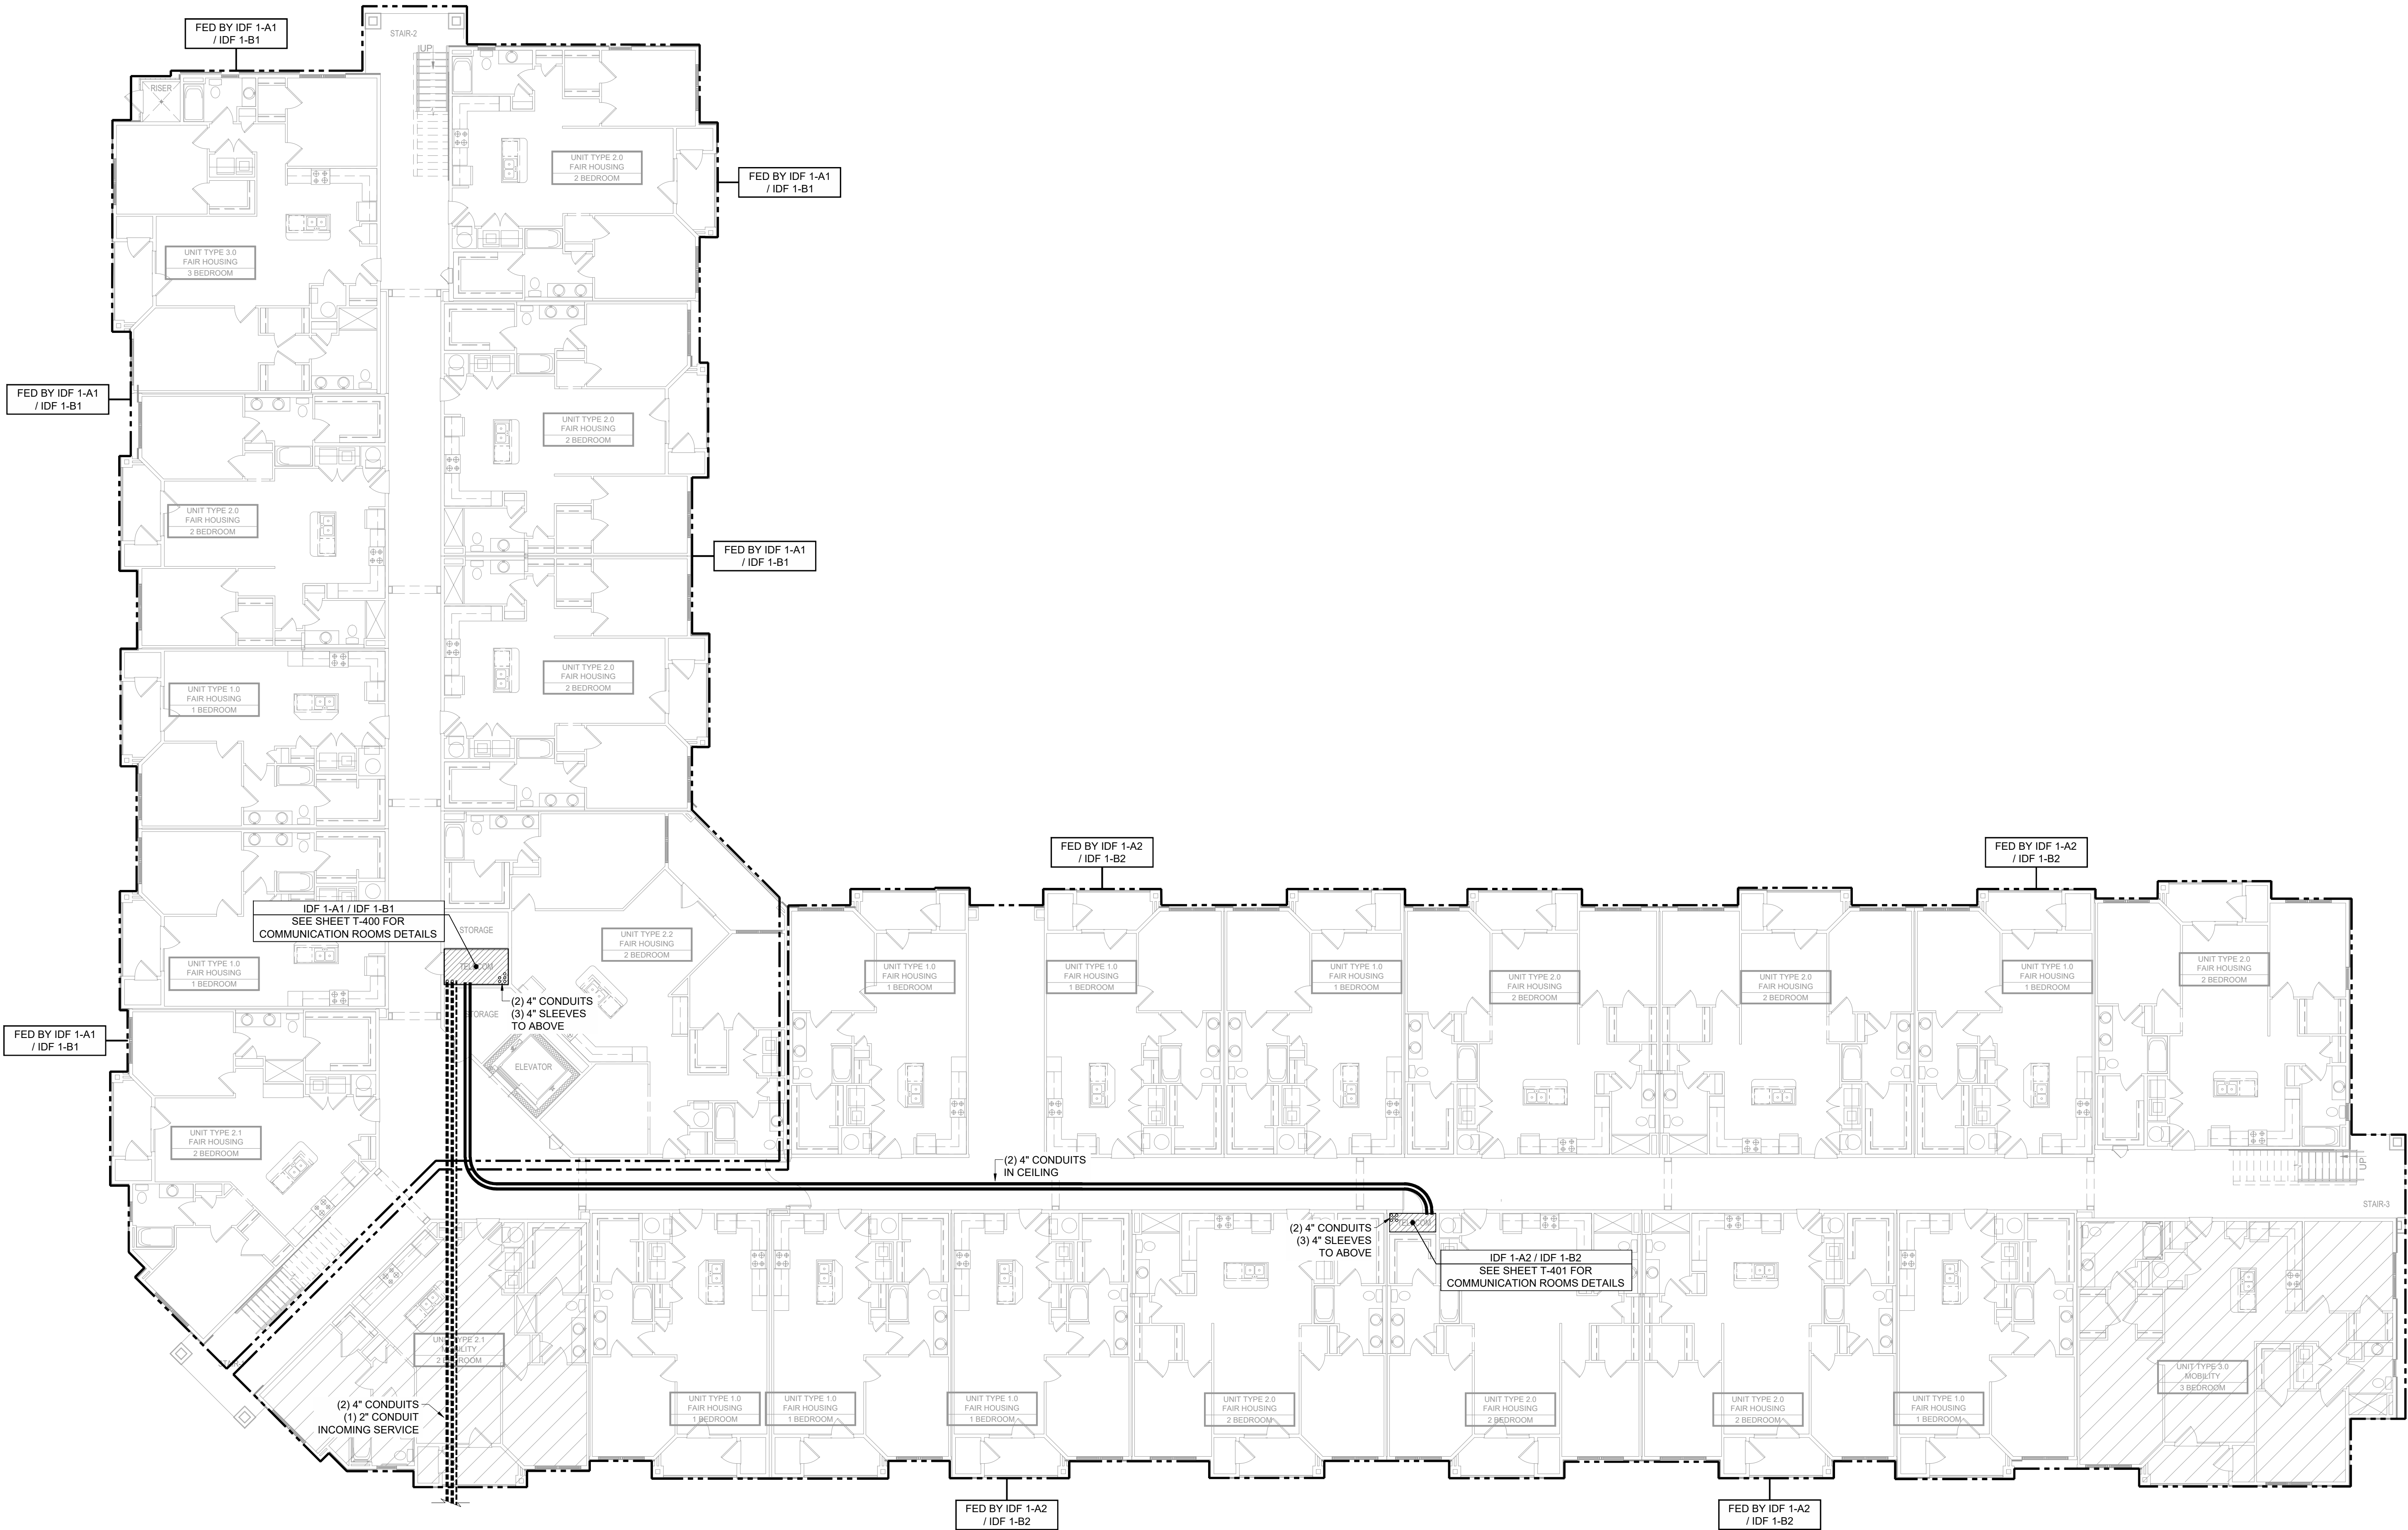 FED BY IDF 1-A1
/ IDF 1-B1
STAIR-2
UP
RISER
UNIT TYPE 2.0
FAIR HOUSING
2 BEDROOM
FED BY IDF 1-A1
/ IDF 1-B1
UNIT TYPE 3.0
FAIR HOUSING
3 BEDROOM
FED BY IDF 1-A1
/ IDF 1-B1
UNIT TYPE 2.0
FAIR HOUSING
2 BEDROOM
UNIT TYPE 2.0
FAIR HOUSING
2 BEDROOM
FED BY IDF 1-A1
/ IDF 1-B1
UNIT TYPE 2.0
FAIR HOUSING
2 BEDROOM
UNIT TYPE 1.0
FAIR HOUSING
1 BEDROOM
FED BY IDF 1-A2
/ IDF 1-B2
FED BY IDF 1-A2
/ IDF 1-B2
IDF 1-A1 / IDF 1-B1
SEE SHEET T-400 FOR
COMMUNICATION ROOMS DETAILS
STORAGE
TELECOM
UNIT TYPE 2.2
FAIR HOUSING
2 BEDROOM
UNIT TYPE 1.0
FAIR HOUSING
1 BEDROOM
(2) 4" CONDUITS
(3) 4" SLEEVES
TO ABOVE
STORAGE
UNIT TYPE 1.0
FAIR HOUSING
1 BEDROOM
UNIT TYPE 1.0
FAIR HOUSING
1 BEDROOM
UNIT TYPE 1.0
FAIR HOUSING
1 BEDROOM
UNIT TYPE 2.0
FAIR HOUSING
2 BEDROOM
UNIT TYPE 2.0
FAIR HOUSING
2 BEDROOM
UNIT TYPE 1.0
FAIR HOUSING
1 BEDROOM
UNIT TYPE 2.0
FAIR HOUSING
2 BEDROOM
FED BY IDF 1-A1
/ IDF 1-B1
ELEVATOR
UNIT TYPE 2.1
FAIR HOUSING
2 BEDROOM
(2) 4" CONDUITS
IN CEILING
UP
STAIR-3
(2) 4" CONDUITS
(3) 4" SLEEVES
TO ABOVE
TELECOM
IDF 1-A2 / IDF 1-B2
SEE SHEET T-401 FOR
COMMUNICATION ROOMS DETAILS
UNIT TYPE 2.1
MOBILITY
2 BEDROOM
(2) 4" CONDUITS
(1) 2" CONDUIT
INCOMING SERVICE
UNIT TYPE 1.0
FAIR HOUSING
1 BEDROOM
UNIT TYPE 1.0
FAIR HOUSING
1 BEDROOM
UNIT TYPE 1.0
FAIR HOUSING
1 BEDROOM
UNIT TYPE 2.0
FAIR HOUSING
2 BEDROOM
UNIT TYPE 2.0
FAIR HOUSING
2 BEDROOM
UNIT TYPE 2.0
FAIR HOUSING
2 BEDROOM
UNIT TYPE 1.0
FAIR HOUSING
1 BEDROOM
UNIT TYPE 3.0
MOBILITY
3 BEDROOM
FED BY IDF 1-A2
/ IDF 1-B2
FED BY IDF 1-A2
/ IDF 1-B2